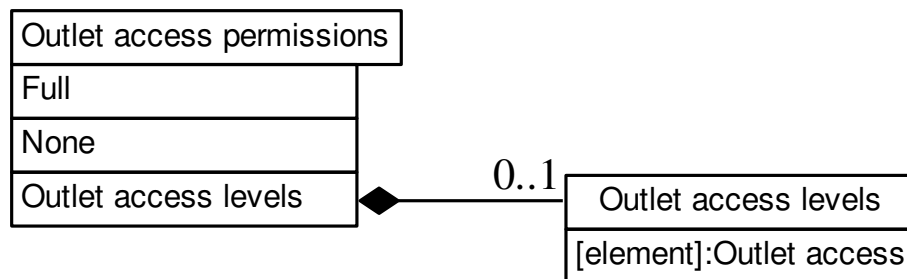 Outlet access permissions
Full
None
Outlet access levels
0..1
Outlet access levels
[element]:Outlet access